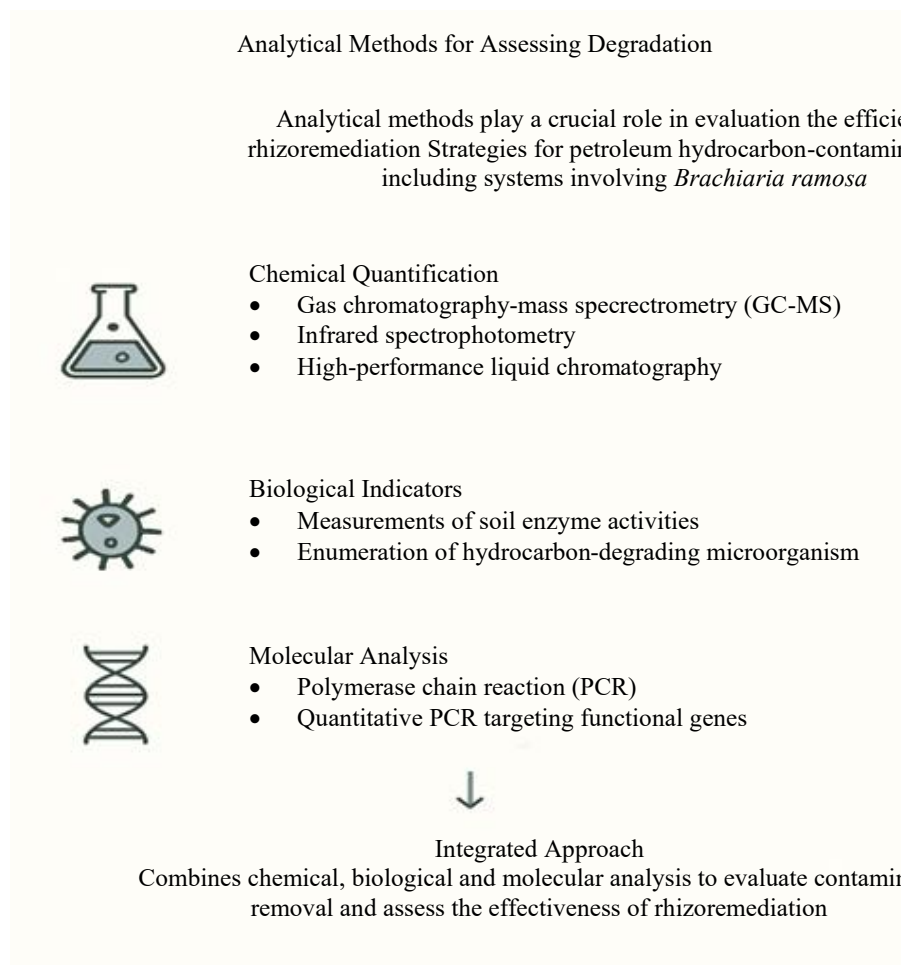 Analytical Methods for Assessing Degradation
Analytical methods play a crucial role in evaluation the
rhizoremediation Strategies for petroleum
including systems involving Brachiaria ramosa
Chemical Quantification
• Gas chromatography-mass specrectrometry (GC-MS)
• Infrared spectrophotometry
• High-performance liquid chromatography
Biological Indicators
• Measurements of soil enzyme activities
• Enumeration of hydrocarbon-degrading microorganism
Molecular Analysis
• Polymerase chain reaction (PCR)
• Quantitative PCR targeting functional genes
Integrated Approach
Combines chemical, biological and molecular analysis to evaluate
removal and assess the effectiveness of rhizoremediation